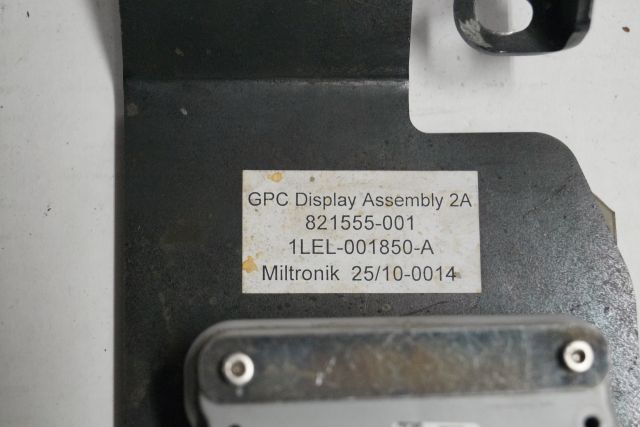 GPC Display Assembly 2A
821555-001
1LEL-001850-A
Miltronik 25/10-0014